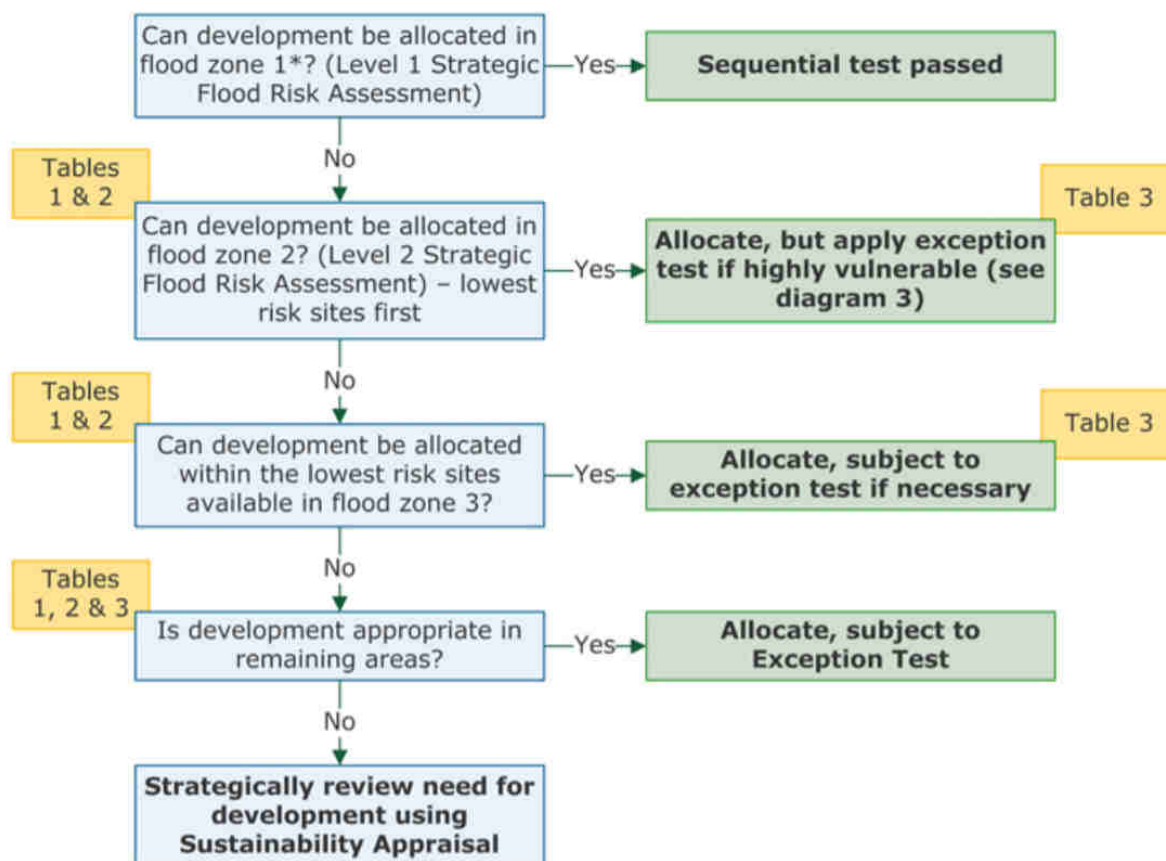 Can development be allocated in
flood zone 1*? (Level 1 Strategic
Flood Risk Assessment)
Yes
Sequential test passed
No
Tables
1 & 2
Can development be allocated in
flood zone 2? (Level 2 Strategic
Flood Risk Assessment) – lowest
risk sites first
Yes
Table 3
Allocate, but apply exception
test if highly vulnerable (see
diagram 3)
No
Tables
1 & 2
Can development be allocated
within the lowest risk sites
available in flood zone 3?
Yes
Table 3
Allocate, subject to
exception test if necessary
No
Tables
1, 2 & 3
Is development appropriate in
remaining areas?
Yes
Allocate, subject to
Exception Test
No
Strategically review need for
development using
Sustainability Appraisal